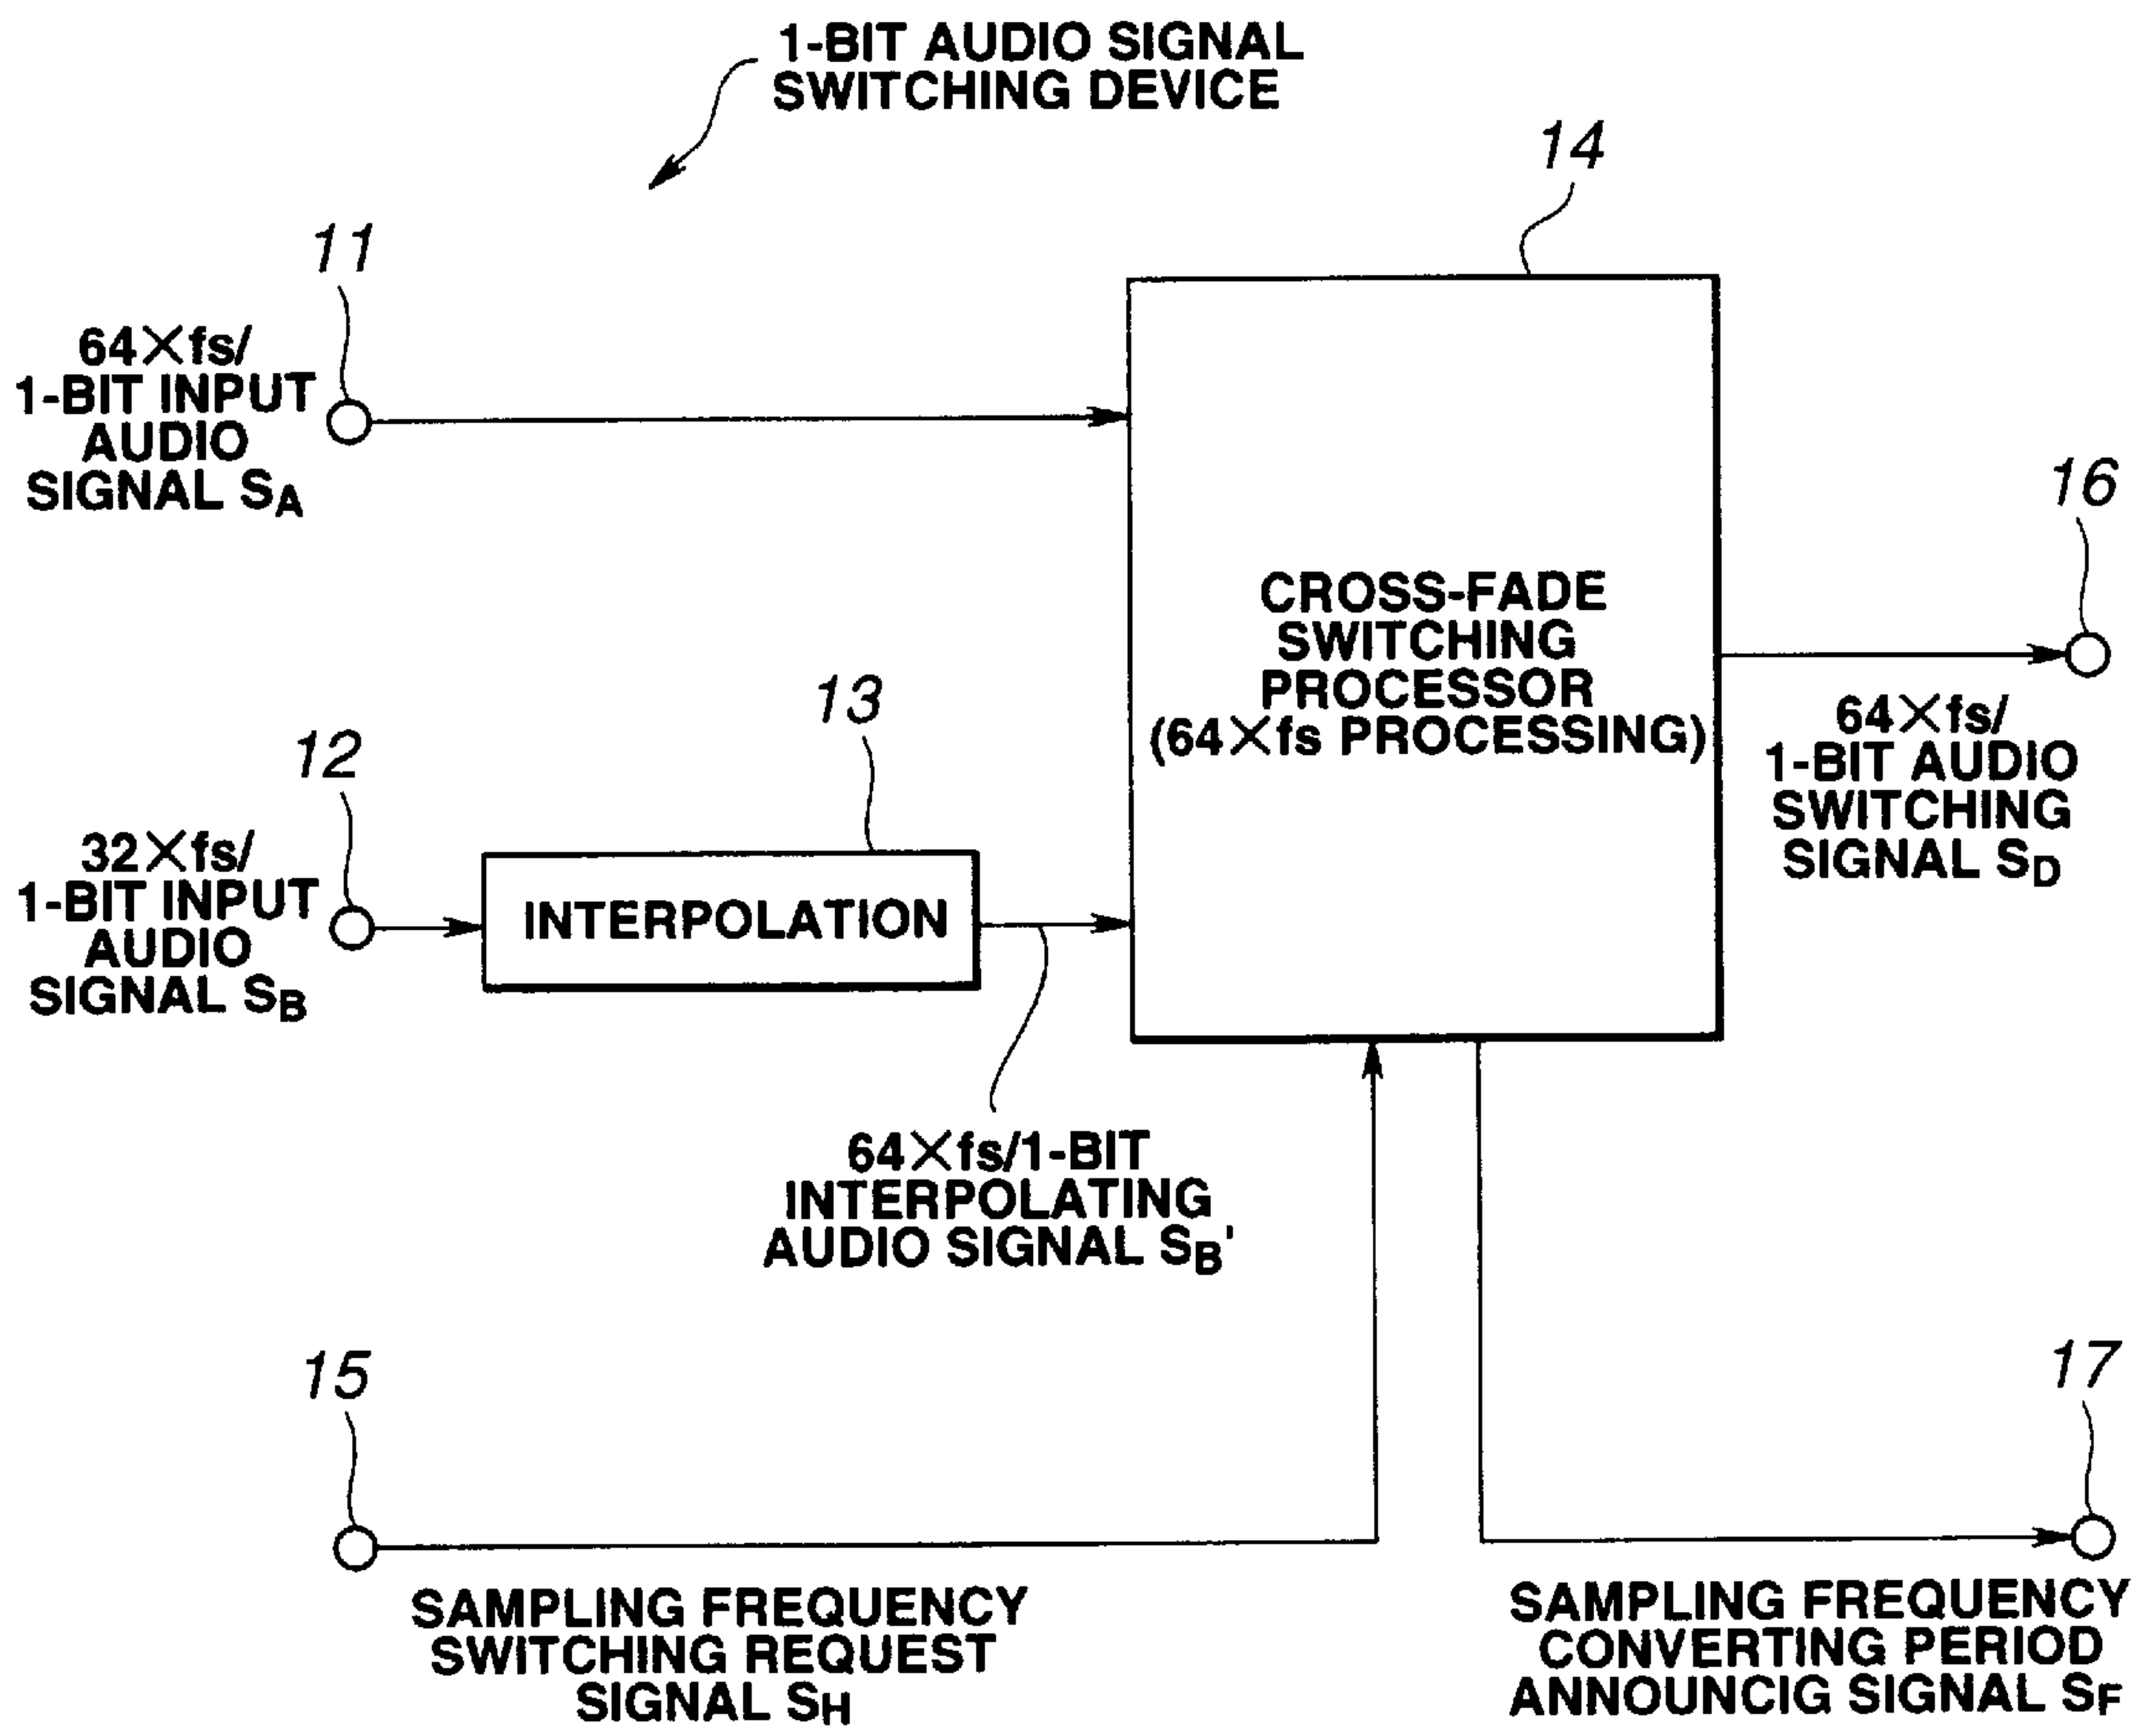 1-BIT AUDIO SIGNAL
SWITCHING DEVICE
14
11
64×fs/
1-BIT INPUT
AUDIO
SIGNAL SA
CROSS-FADE
SWITCHING
PROCESSOR
(64×fs PROCESSING)
16
64×fs/
1-BIT AUDIO
SWITCHING
SIGNAL SD
13
12
32×fs/
1-BIT INPUT
AUDIO
SIGNAL SB
INTERPOLATION
64×fs/1-BIT
INTERPOLATING
AUDIO SIGNAL SB'
15
SAMPLING FREQUENCY
SWITCHING REQUEST
SIGNAL SH
17
SAMPLING FREQUENCY
CONVERTING PERIOD
ANNOUNCIG SIGNAL SF